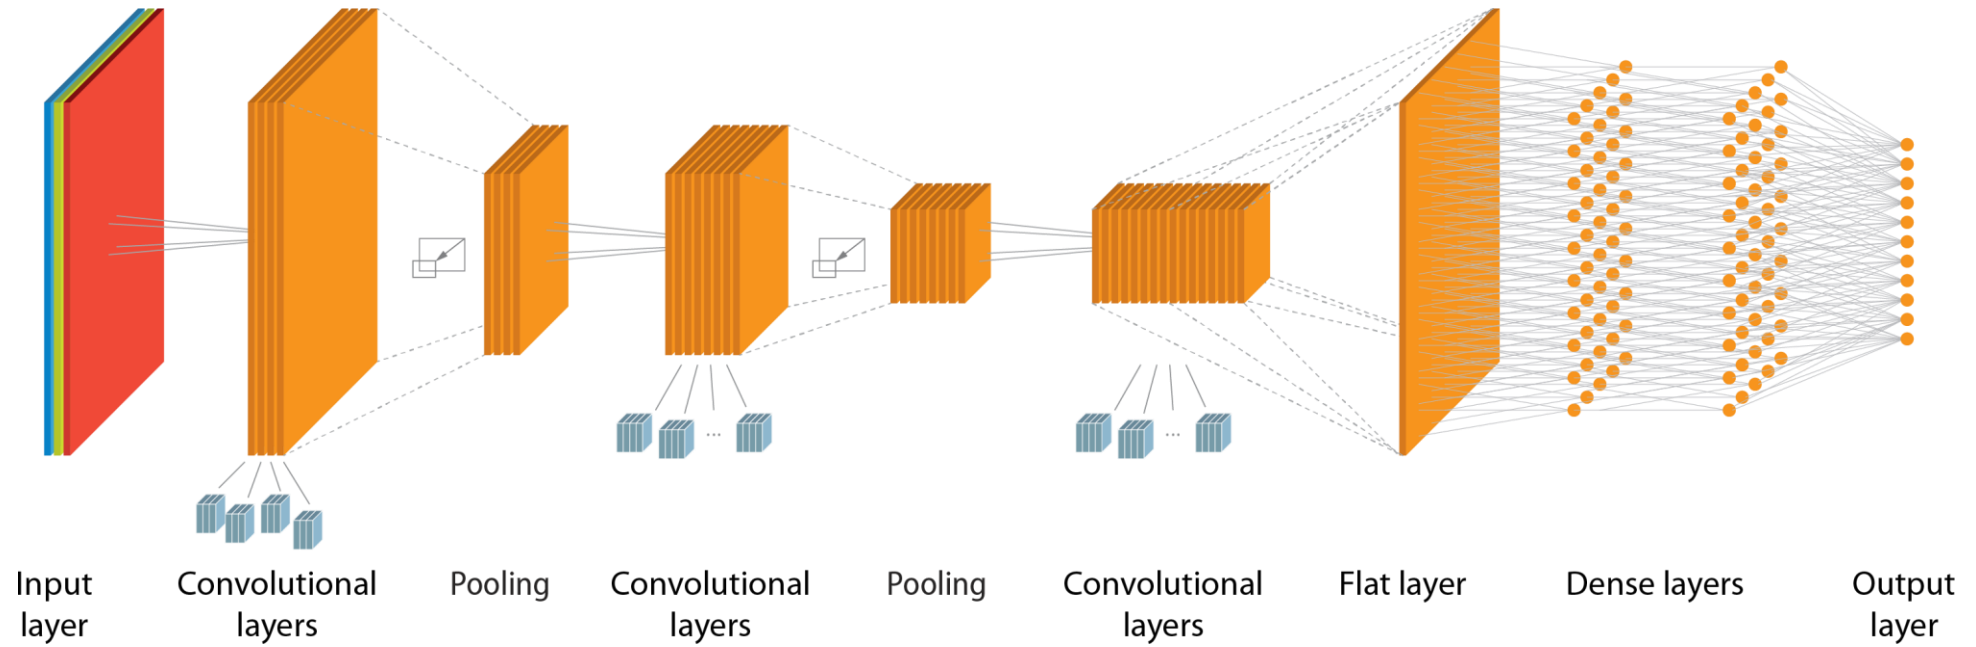 Input
layer
Convolutional
layers
Pooling
Convolutional
layers
Pooling
Convolutional
layers
Flat layer
Dense layers
Output
layer